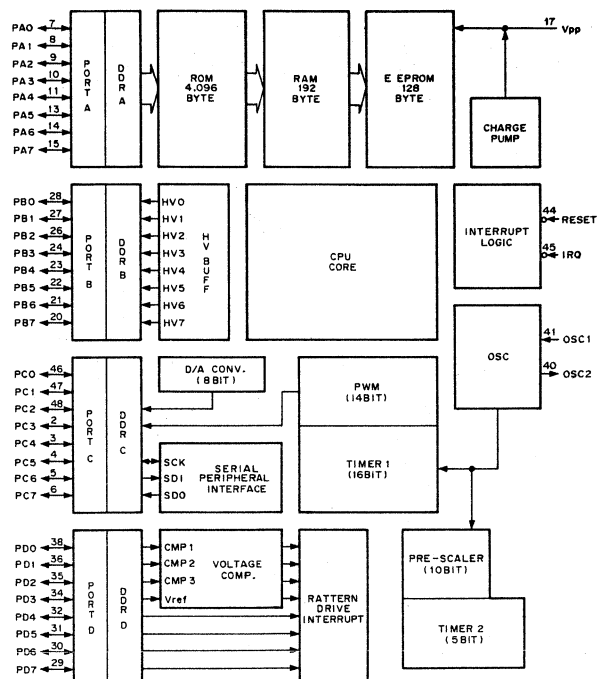 PA0 7
PA1 8
PA2 9
PA3 10
PA4 11
PA5 13
PA6 14
PA7 15
PORT A
DDR A
ROM
4,096
BYTE
RAM
192
BYTE
E EPROM
128
BYTE
17 Vpp
CHARGE
PUMP
PB0 28
PB1 27
PB2 26
PB3 24
PB4 23
PB5 22
PB6 21
PB7 20
PORT B
DDR B
HV0
HV1
HV2
HV3
HV4
HV5
HV6
HV7
HV BUFF
CPU
CORE
INTERRUPT
LOGIC
44 RESET
45 IRQ
OSC
41 OSC1
40 OSC2
PC0 46
PC1 47
PC2 48
PC3 2
PC4 3
PC5 4
PC6 5
PC7 6
PORT C
DDR C
D/A CONV.
(8BIT)
SCK
SDI
SDO
SERIAL
PERIPHERAL
INTERFACE
PWM
(14BIT)
TIMER 1
(16BIT)
PD0 38
PD1 36
PD2 35
PD3 34
PD4 32
PD5 31
PD6 30
PD7 29
PORT D
DDR D
CMP1
CMP2
CMP3
Vref
VOLTAGE
COMP.
RATTERN
DRIVE
INTERRUPT
PRE-SCALER
(10BIT)
TIMER 2
(5BIT)